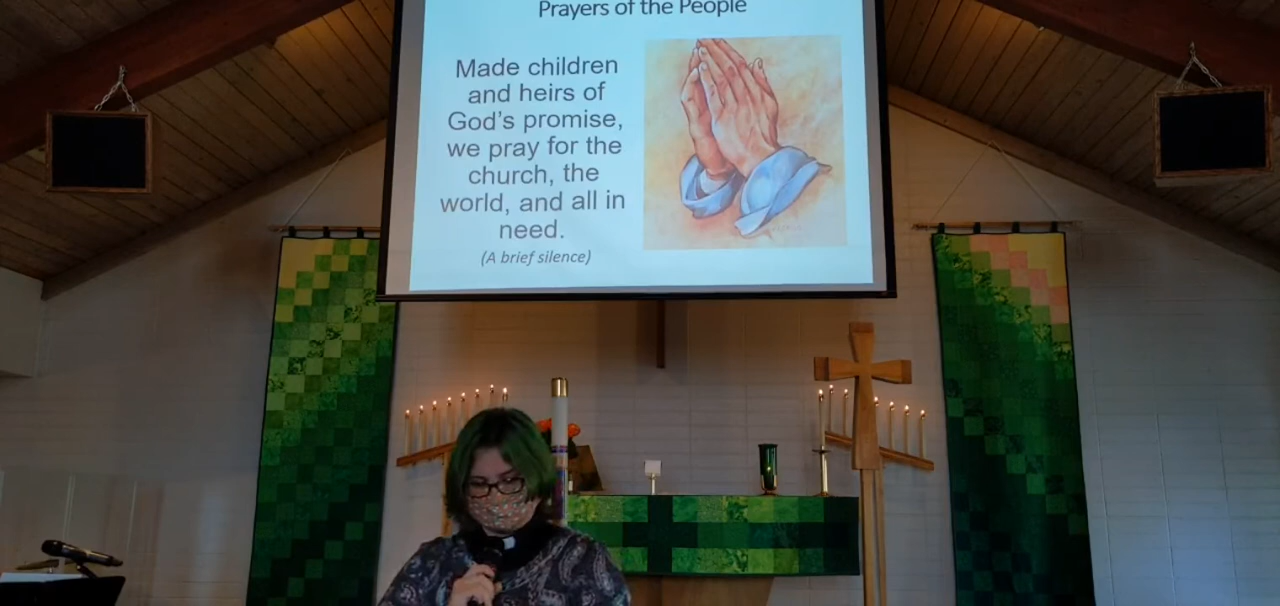 Prayers of the People
Made children
and heirs of
God's promise,
we pray for the
church, the
world, and all in
need.
(A brief silence)